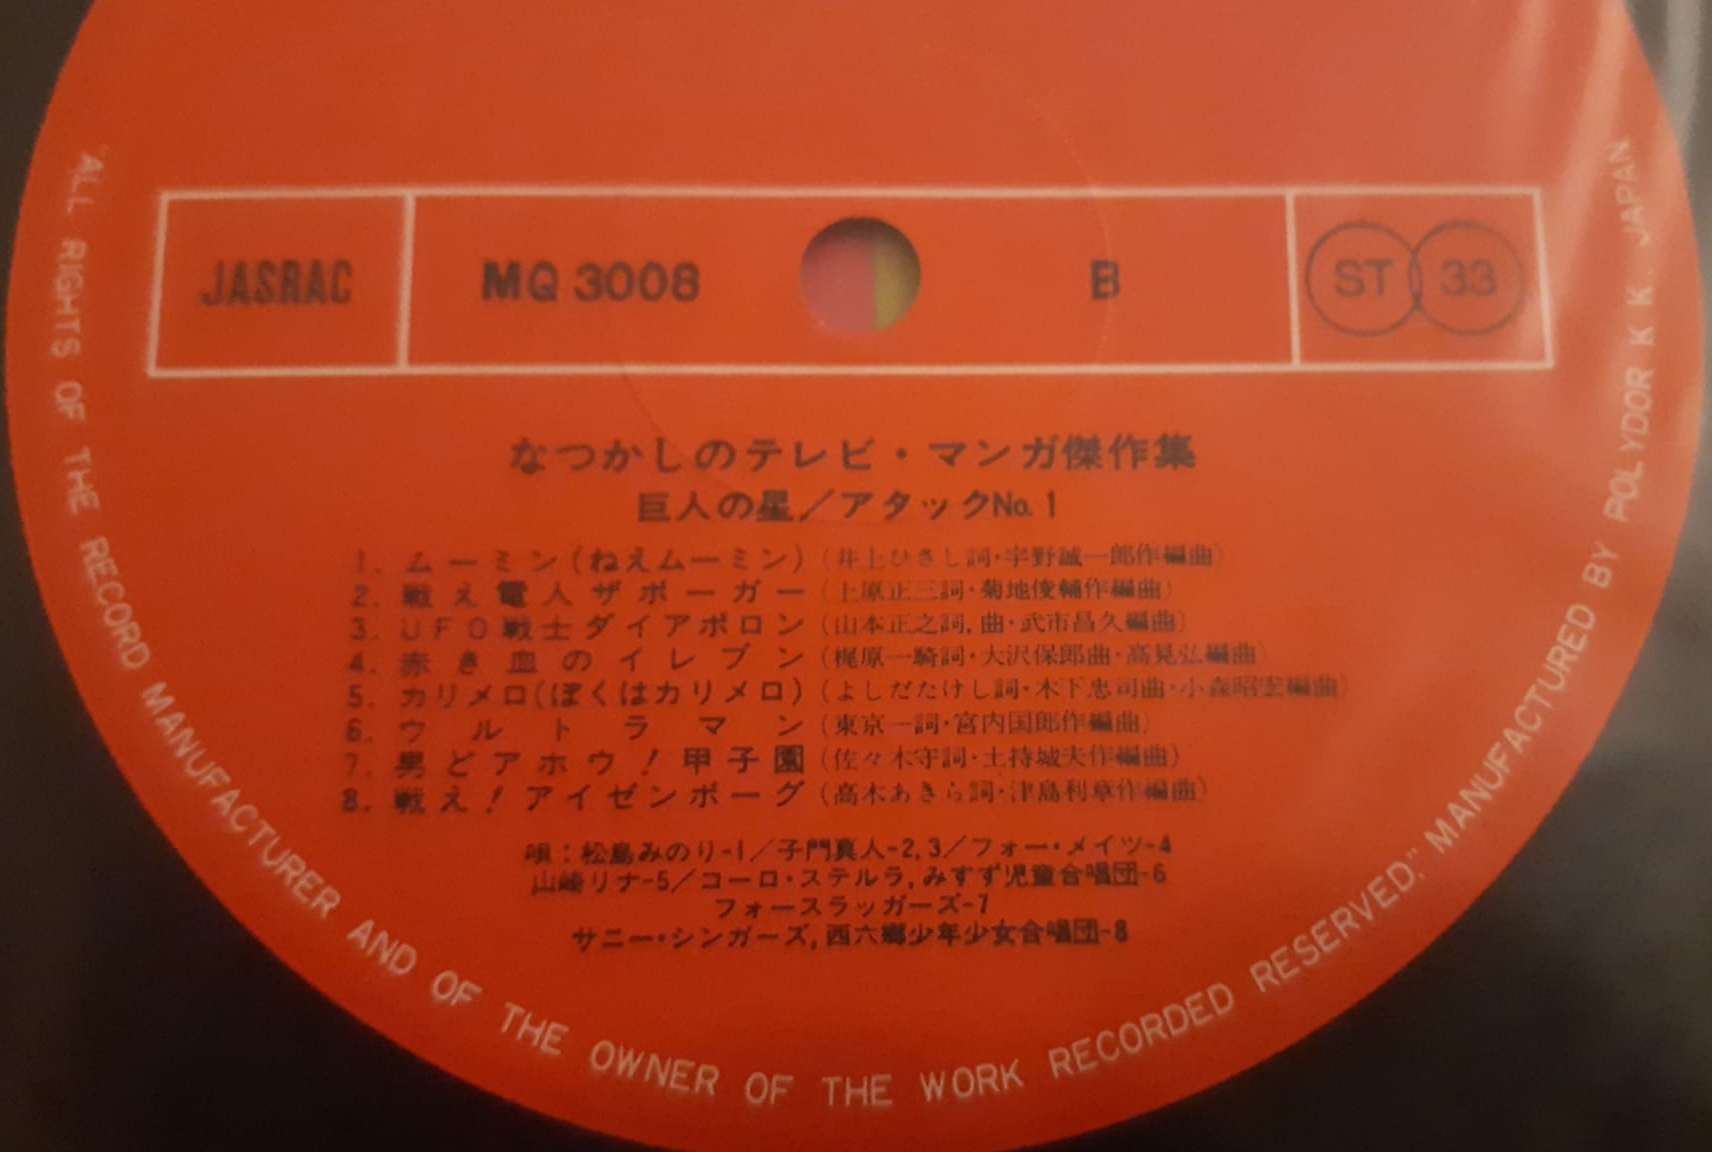 JASRAC MQ 3008 B ST 33
なつかしのテレビ・マンガ傑作集
巨人の星／アタックNo.1
1. ムーミン(ねえムーミン) (井上ひさし詞・宇野誠一郎作編曲)
2. 戦え電人ザボーガー (上原正三詞・菊地俊輔作編曲)
3. UFO戦士ダイアポロン (山本正之詞,曲・武市昌久編曲)
4. 赤き血のイレブン (梶原一騎詞・大沢保郎曲・高見弘編曲)
5. カリメロ(ぼくはカリメロ) (よしだたけし詞・木下忠司曲・小森昭宏編曲)
6. ウルトラマン (東京一詞・宮内国郎作編曲)
7. 男どアホウ！甲子園 (佐々木守詞・土持城夫作編曲)
8. 戦え！アイゼンボーグ (高木あきら詞・津島利章作編曲)
唄：松島みのり-1／子門真人-2,3／フォー・メイツ-4
山崎リナ-5／コーロ・ステルラ,みすず児童合唱団-6
フォースラッガーズ-7
サニー・シンガーズ,西六郷少年少女合唱団-8
"ALL RIGHTS OF THE RECORD MANUFACTURER AND OF THE OWNER OF THE WORK RECORDED RESERVED," MANUFACTURED BY POLYDOR K.K. JAPAN